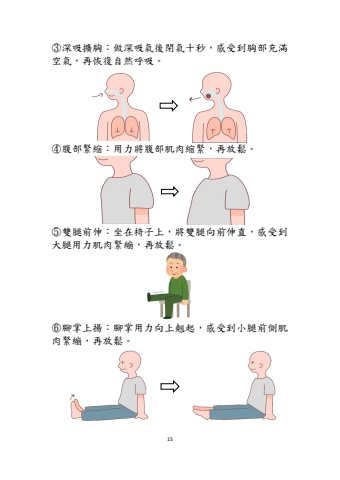 ③深吸擴胸：做深吸氣後閉氣十秒，感受到胸部充滿
空氣，再恢復自然呼吸。
④腹部緊縮：用力將腹部肌肉縮緊，再放鬆。
⑤雙腿前伸：坐在椅子上，將雙腿向前伸直，感受到
大腿用力肌肉緊繃，再放鬆。
⑥腳掌上揚：腳掌用力向上翹起，感受到小腿前側肌
肉緊繃，再放鬆。
15